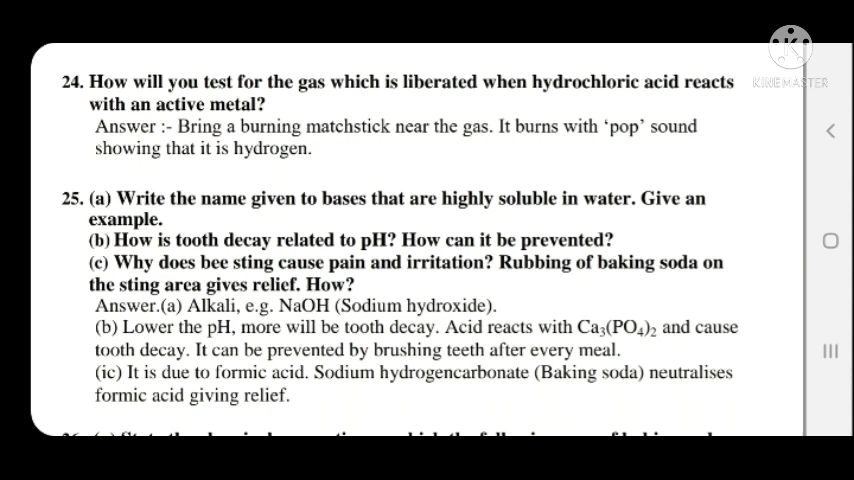 KINEMASTER
24. How will you test for the gas which is liberated when hydrochloric acid reacts
with an active metal?
Answer :- Bring a burning matchstick near the gas. It burns with ‘pop’ sound
showing that it is hydrogen.
25. (a) Write the name given to bases that are highly soluble in water. Give an
example.
(b) How is tooth decay related to pH? How can it be prevented?
(c) Why does bee sting cause pain and irritation? Rubbing of baking soda on
the sting area gives relief. How?
Answer.(a) Alkali, e.g. NaOH (Sodium hydroxide).
(b) Lower the pH, more will be tooth decay. Acid reacts with Ca₃(PO₄)₂ and cause
tooth decay. It can be prevented by brushing teeth after every meal.
(ic) It is due to formic acid. Sodium hydrogencarbonate (Baking soda) neutralises
formic acid giving relief.